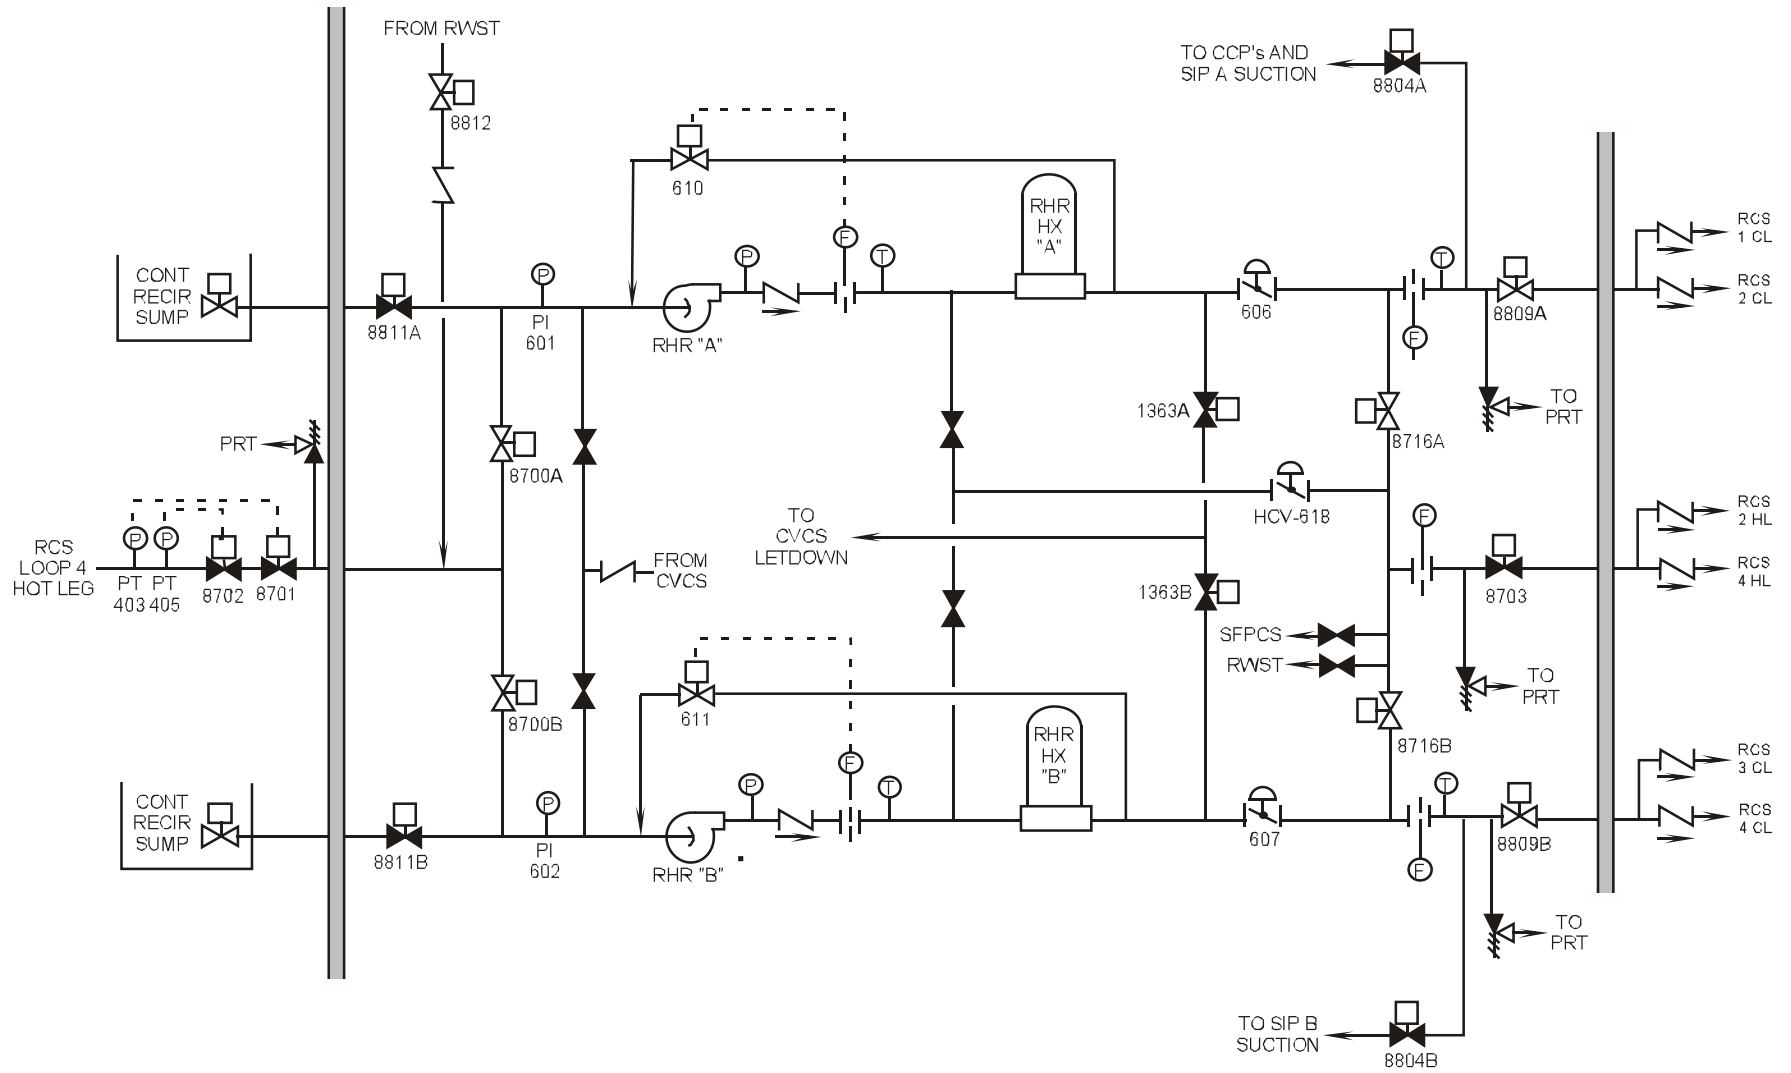 FROM RWST
8812
TO CCP's AND
SIP A SUCTION
8804A
610
F
P
T
RHR
HX
"A"
CONT
RECIR
SUMP
8811A
P
PI
601
RHR "A"
606
T
F
8809A
RCS
1 CL
RCS
2 CL
1363A
8716A
TO
PRT
PRT
8700A
HCV-618
TO
CVCS
LETDOWN
F
RCS
2 HL
RCS
LOOP 4
HOT LEG
P
P
PT
403
PT
405
8702
8701
FROM
CVCS
1363B
8703
RCS
4 HL
SFPCS
RWST
TO
PRT
8700B
611
8716B
F
P
T
RHR
HX
"B"
CONT
RECIR
SUMP
8811B
P
PI
602
RHR "B"
607
T
F
8809B
RCS
3 CL
RCS
4 CL
TO
PRT
TO SIP B
SUCTION
8804B